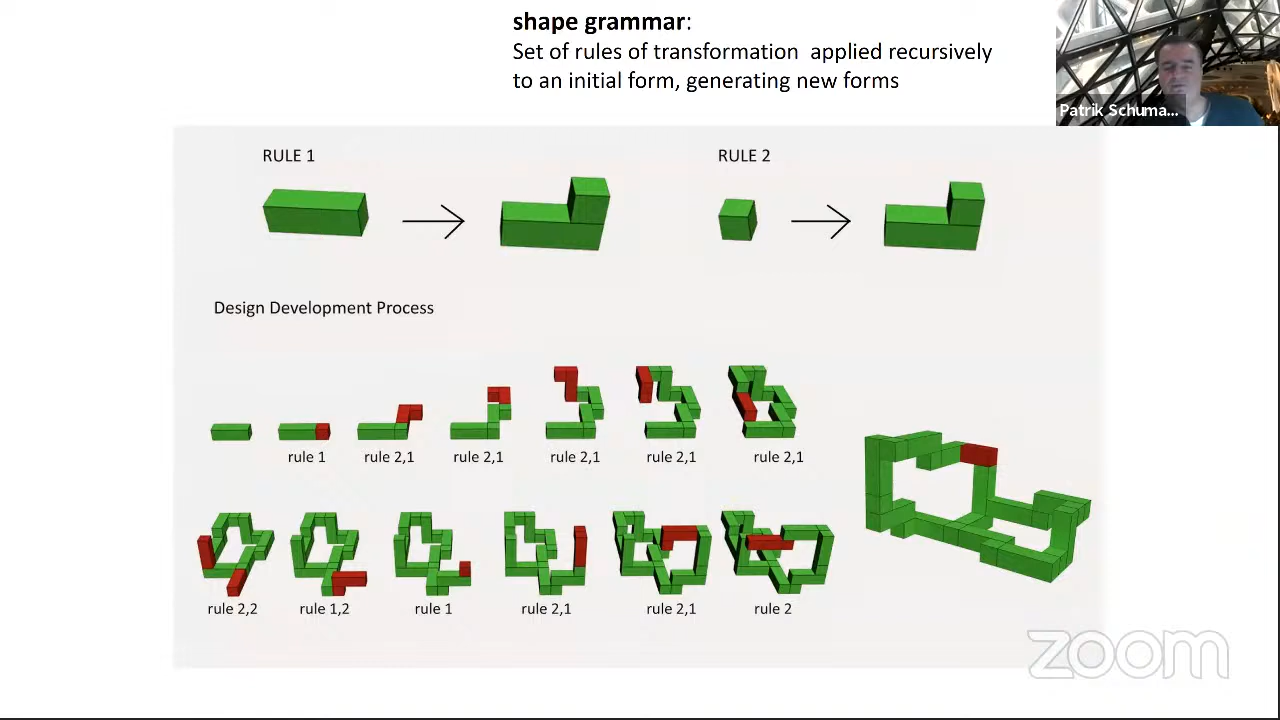 shape grammar:
Set of rules of transformation applied recursively
to an initial form, generating new forms
Patrik Schuma...
RULE 1
RULE 2
Design Development Process
rule 1
rule 2,1
rule 2,1
rule 2,1
rule 2,1
rule 2,1
rule 2,2
rule 1,2
rule 1
rule 2,1
rule 2,1
rule 2
zoom